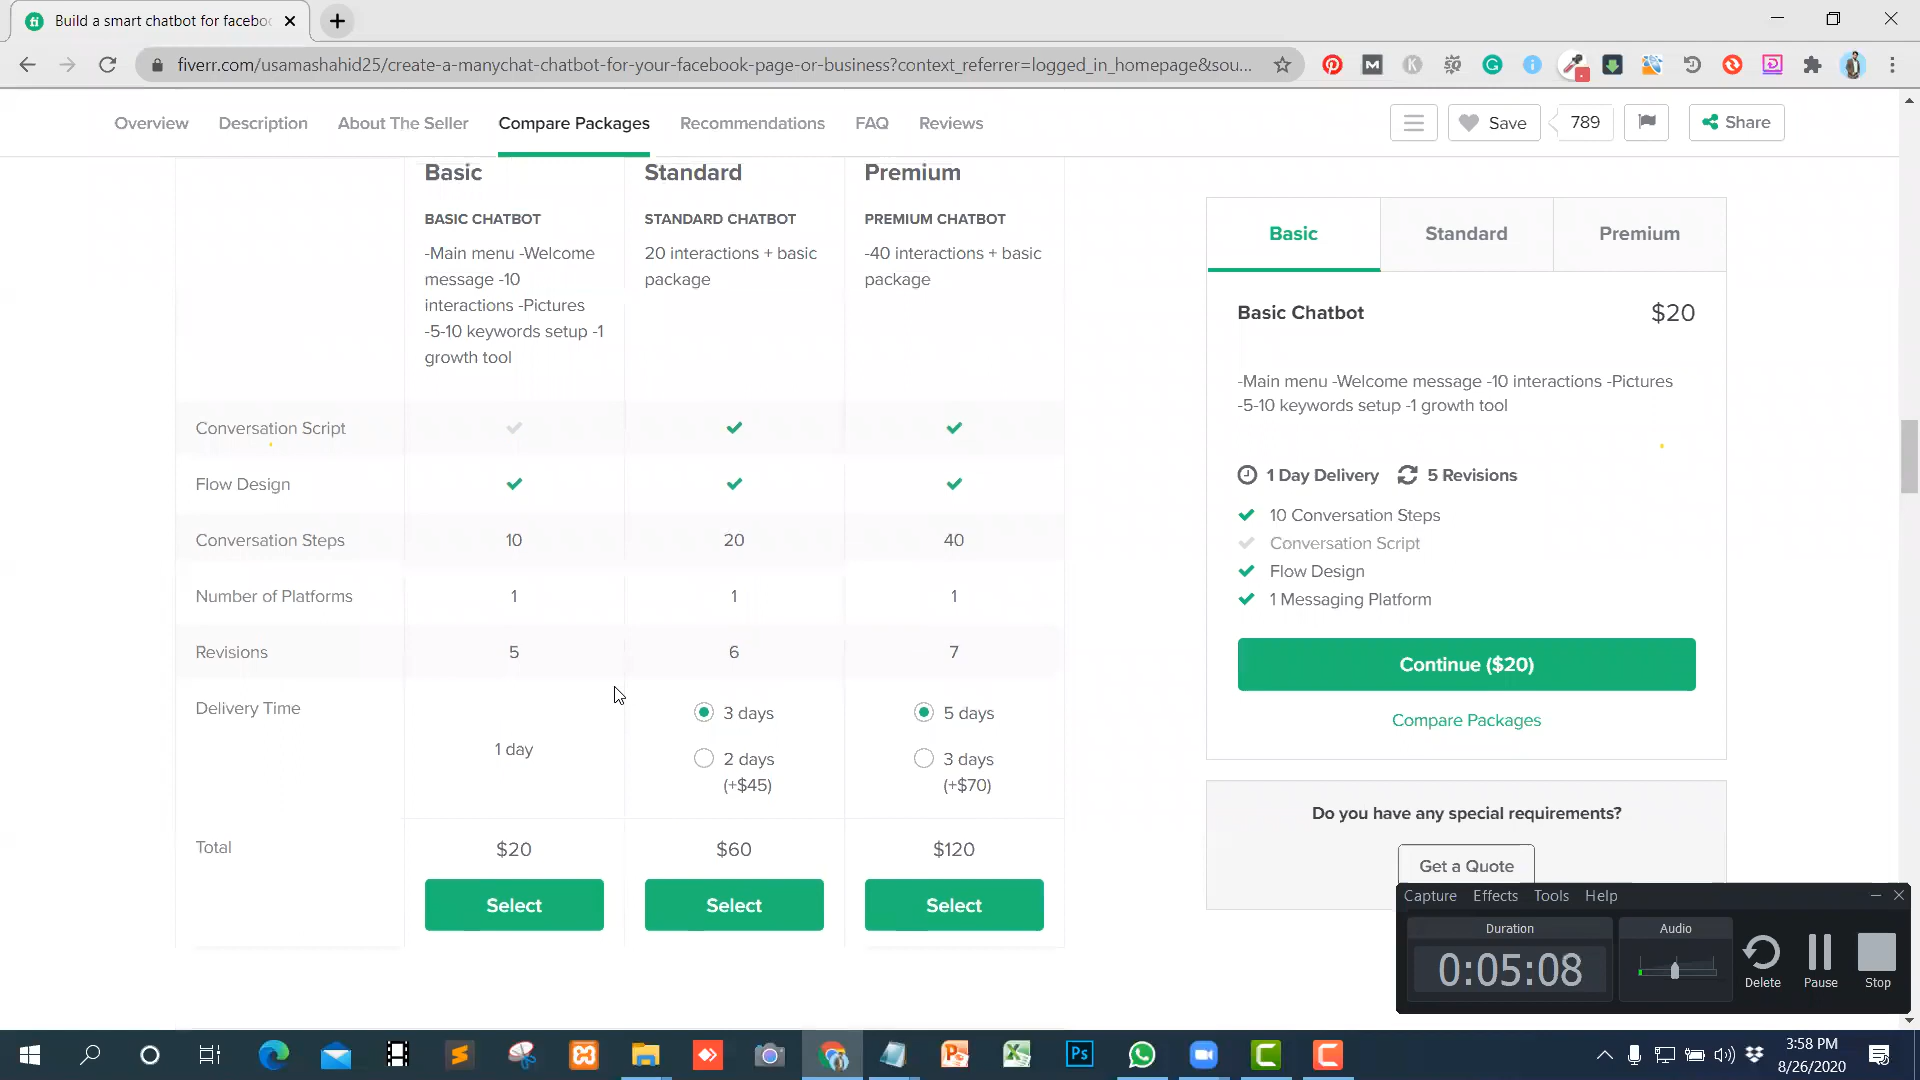 Build a smart chatbot for facebo
fiverr.com/usamashahid25/create-a-manychat-chatbot-for-your-facebook-page-or-business?context_referrer=logged_in_homepage&sou...
Overview Description About The Seller Compare Packages Recommendations FAQ Reviews
Save 789 Share
Basic Standard Premium
BASIC CHATBOT STANDARD CHATBOT PREMIUM CHATBOT
-Main menu -Welcome 20 interactions + basic -40 interactions + basic
message -10 package package
interactions -Pictures
-5-10 keywords setup -1
growth tool
Conversation Script
Flow Design
Conversation Steps 10 20 40
Number of Platforms 1 1 1
Revisions 5 6 7
Delivery Time 3 days 5 days
1 day 2 days 3 days
(+$45) (+$70)
Total $20 $60 $120
Select Select Select
Basic Standard Premium
Basic Chatbot $20
-Main menu -Welcome message -10 interactions -Pictures
-5-10 keywords setup -1 growth tool
1 Day Delivery 5 Revisions
10 Conversation Steps
Conversation Script
Flow Design
1 Messaging Platform
Continue ($20)
Compare Packages
Do you have any special requirements?
Get a Quote
Capture Effects Tools Help
Duration Audio
0:05:08
Delete Pause Stop
3:58 PM
8/26/2020